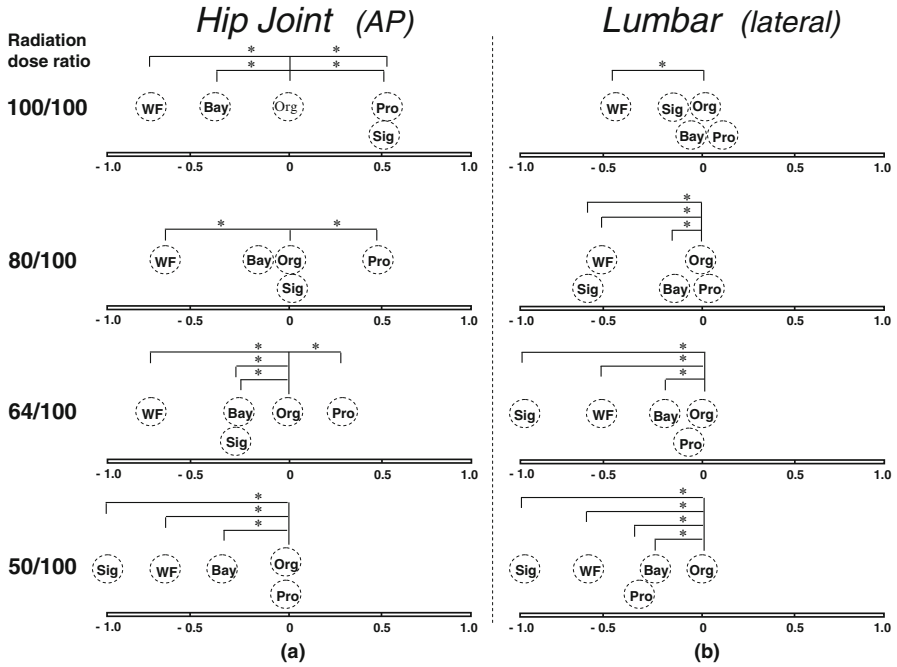 Hip Joint (AP)
Lumbar (lateral)
Radiation
dose ratio
* *
* *
*
100/100
WF Bay Org Pro
Sig
WF Sig Org
Bay Pro
- 1.0 - 0.5 0 0.5 1.0
- 1.0 -0.5 0 0.5 1.0
* *
*
*
*
80/100
WF Bay Org Pro
Sig
WF Org
Sig Bay Pro
- 1.0 - 0.5 0 0.5 1.0
- 1.0 -0.5 0 0.5 1.0
* *
*
*
*
*
*
64/100
WF Bay Org Pro
Sig
Sig WF Bay Org
Pro
- 1.0 - 0.5 0 0.5 1.0
- 1.0 -0.5 0 0.5 1.0
*
*
*
*
*
*
*
50/100
Sig WF Bay Org
Pro
Sig WF Bay Org
Pro
- 1.0 - 0.5 0 0.5 1.0
- 1.0 -0.5 0 0.5 1.0
(a)
(b)